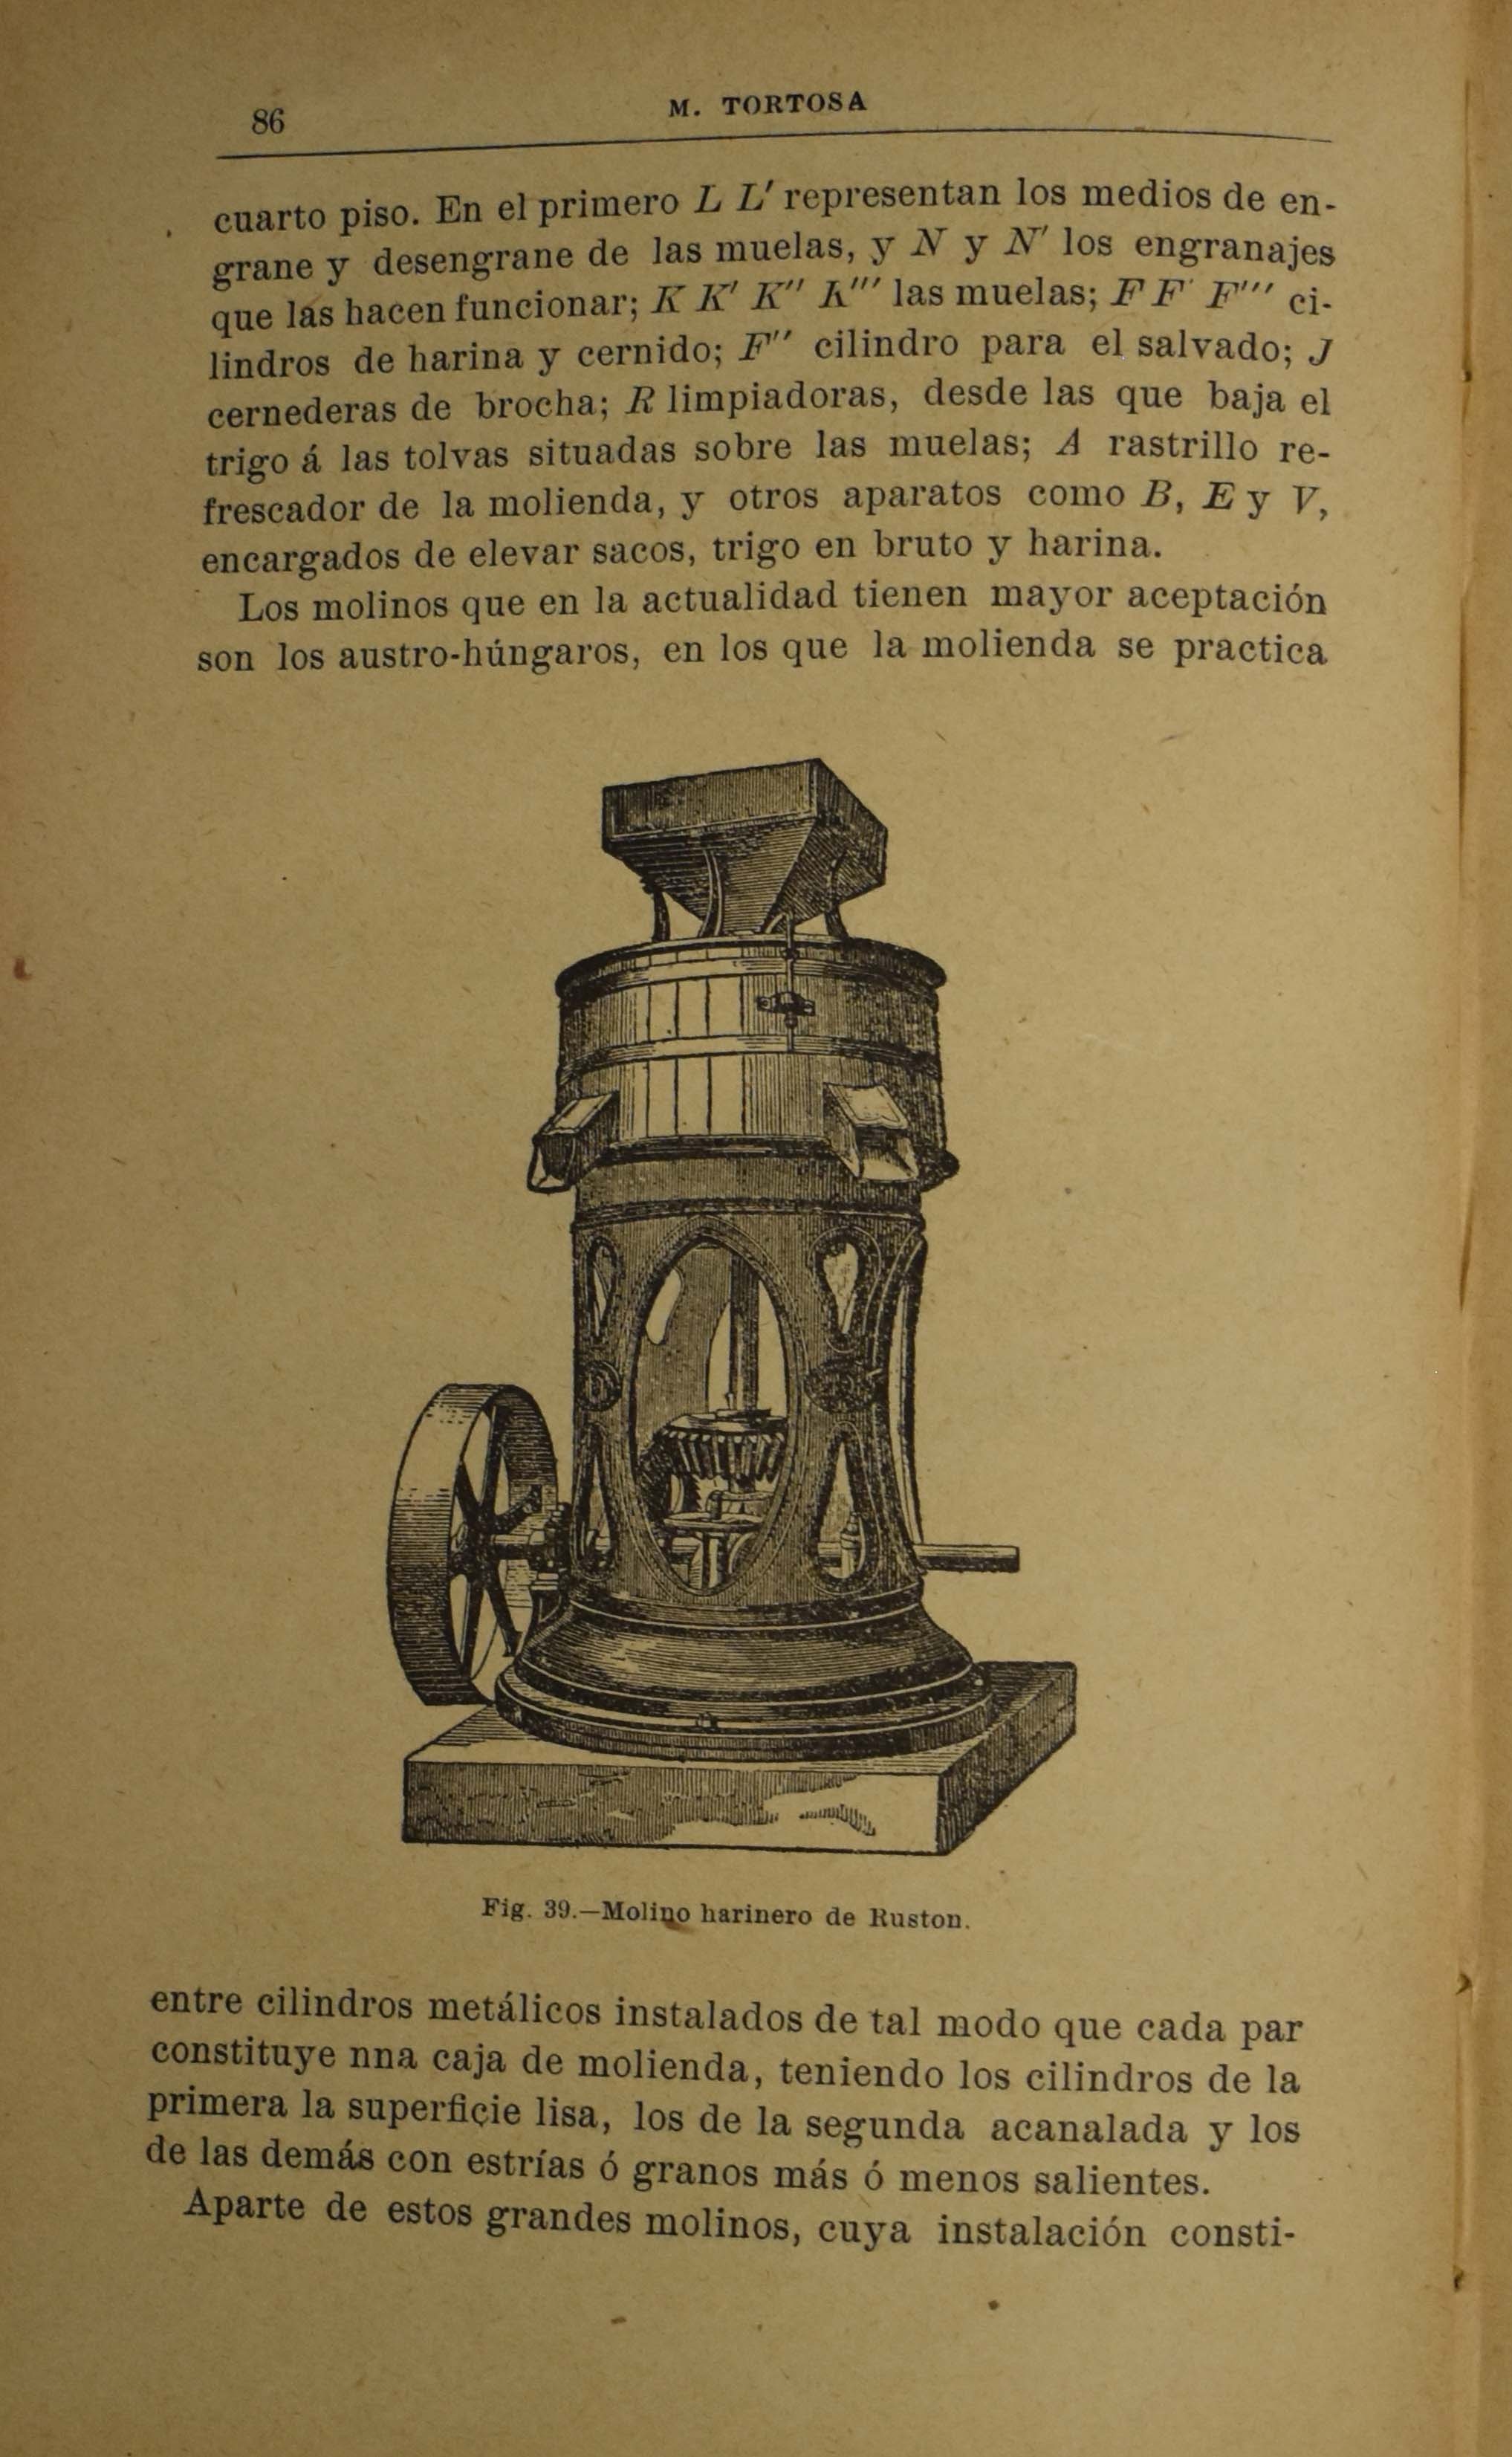 86
M. TORTOSA
cuarto piso. En el primero L L' representan los medios de en-
grane y desengrane de las muelas, y N y N' los engranajes
que las hacen funcionar; K K' K'' K''' las muelas; F F' F''' ci-
lindros de harina y cernido; F'' cilindro para el salvado; J
cernederas de brocha; R limpiadoras, desde las que baja el
trigo á las tolvas situadas sobre las muelas; A rastrillo re-
frescador de la molienda, y otros aparatos como B, E y V,
encargados de elevar sacos, trigo en bruto y harina.
Los molinos que en la actualidad tienen mayor aceptación
son los austro-húngaros, en los que la molienda se practica
Fig. 39.—Molino harinero de Ruston.
entre cilindros metálicos instalados de tal modo que cada par
constituye nna caja de molienda, teniendo los cilindros de la
primera la superficie lisa, los de la segunda acanalada y los
de las demás con estrías ó granos más ó menos salientes.
Aparte de estos grandes molinos, cuya instalación consti-